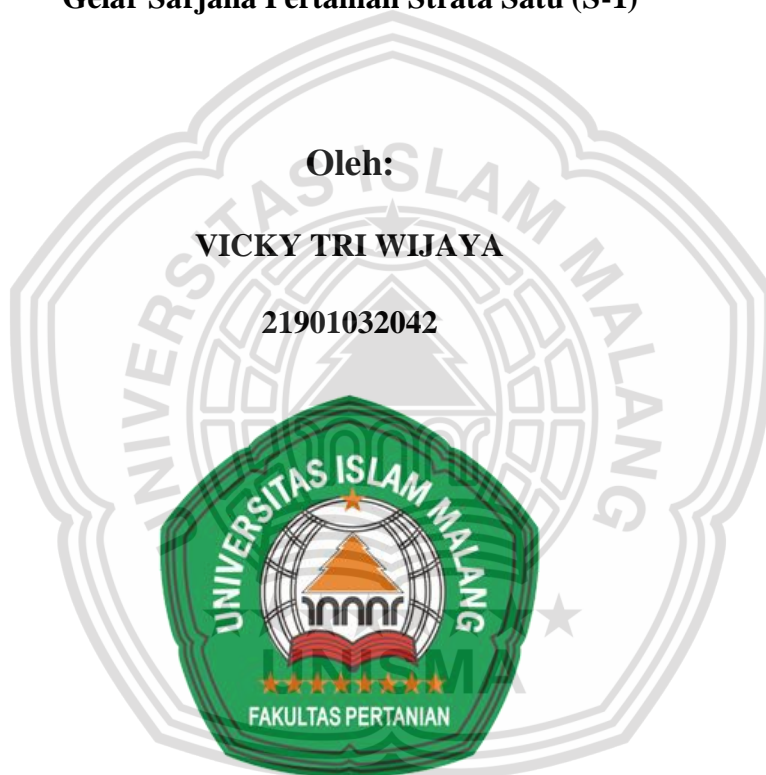 Gelar Sarjana Pertanian Strata Satu (S-1)
Oleh:
VICKY TRI WIJAYA
21901032042
UNIVERSITAS ISLAM MALANG
UNIVERSITAS ISLAM MALANG
UNISMA
FAKULTAS PERTANIAN